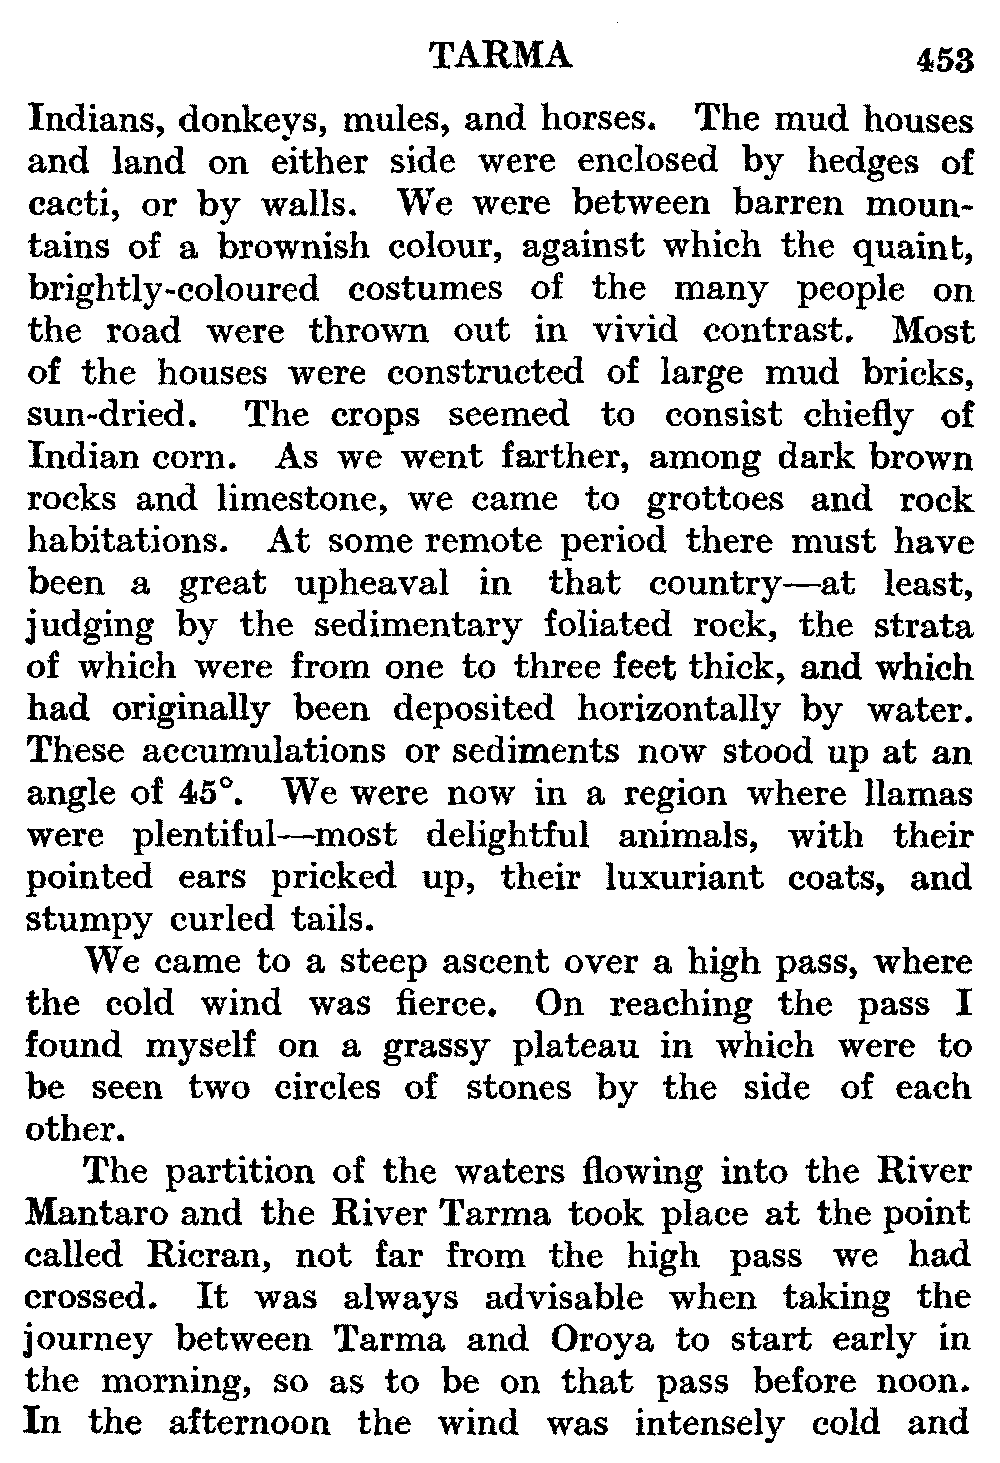 TARMA 453
Indians, donkeys, mules, and horses. The mud houses
and land on either side were enclosed by hedges of
cacti, or by walls. We were between barren moun-
tains of a brownish colour, against which the quaint,
brightly-coloured costumes of the many people on
the road were thrown out in vivid contrast. Most
of the houses were constructed of large mud bricks,
sun-dried. The crops seemed to consist chiefly of
Indian corn. As we went farther, among dark brown
rocks and limestone, we came to grottoes and rock
habitations. At some remote period there must have
been a great upheaval in that country—at least,
judging by the sedimentary foliated rock, the strata
of which were from one to three feet thick, and which
had originally been deposited horizontally by water.
These accumulations or sediments now stood up at an
angle of 45°. We were now in a region where llamas
were plentiful—most delightful animals, with their
pointed ears pricked up, their luxuriant coats, and
stumpy curled tails.
We came to a steep ascent over a high pass, where
the cold wind was fierce. On reaching the pass I
found myself on a grassy plateau in which were to
be seen two circles of stones by the side of each
other.
The partition of the waters flowing into the River
Mantaro and the River Tarma took place at the point
called Ricran, not far from the high pass we had
crossed. It was always advisable when taking the
journey between Tarma and Oroya to start early in
the morning, so as to be on that pass before noon.
In the afternoon the wind was intensely cold and